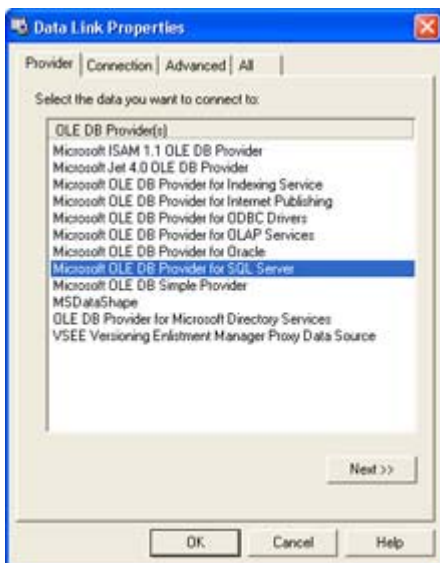 Data Link Properties
Provider Connection Advanced All
Select the data you want to connect to:
OLE DB Provider(s)
Microsoft ISAM 1.1 OLE DB Provider
Microsoft Jet 4.0 OLE DB Provider
Microsoft OLE DB Provider for Indexing Service
Microsoft OLE DB Provider for Internet Publishing
Microsoft OLE DB Provider for ODBC Drivers
Microsoft OLE DB Provider for OLAP Services
Microsoft OLE DB Provider for Oracle
Microsoft OLE DB Provider for SQL Server
Microsoft OLE DB Simple Provider
MSDataShape
OLE DB Provider for Microsoft Directory Services
VSEE Versioning Enlistment Manager Proxy Data Source
Next >>
OK Cancel Help